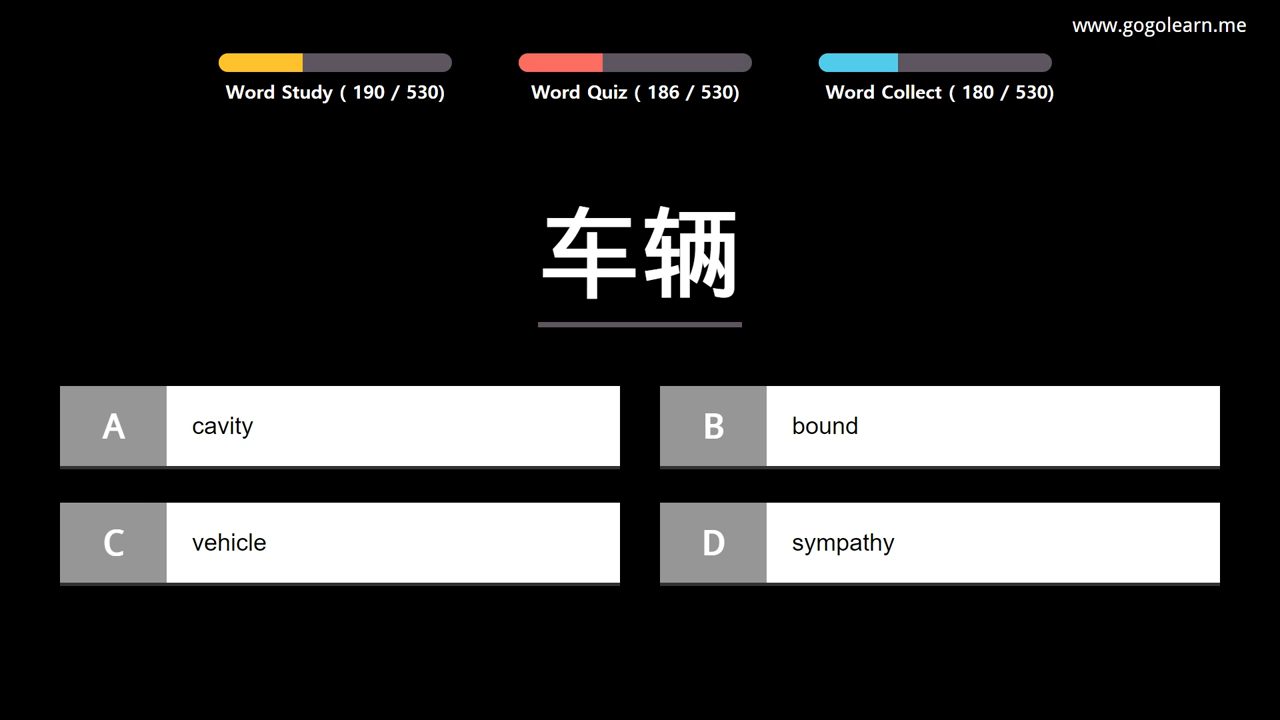 www.gogolearn.me
Word Study ( 190 / 530)
Word Quiz ( 186 / 530)
Word Collect ( 180 / 530)
车辆
A cavity
B bound
C vehicle
D sympathy